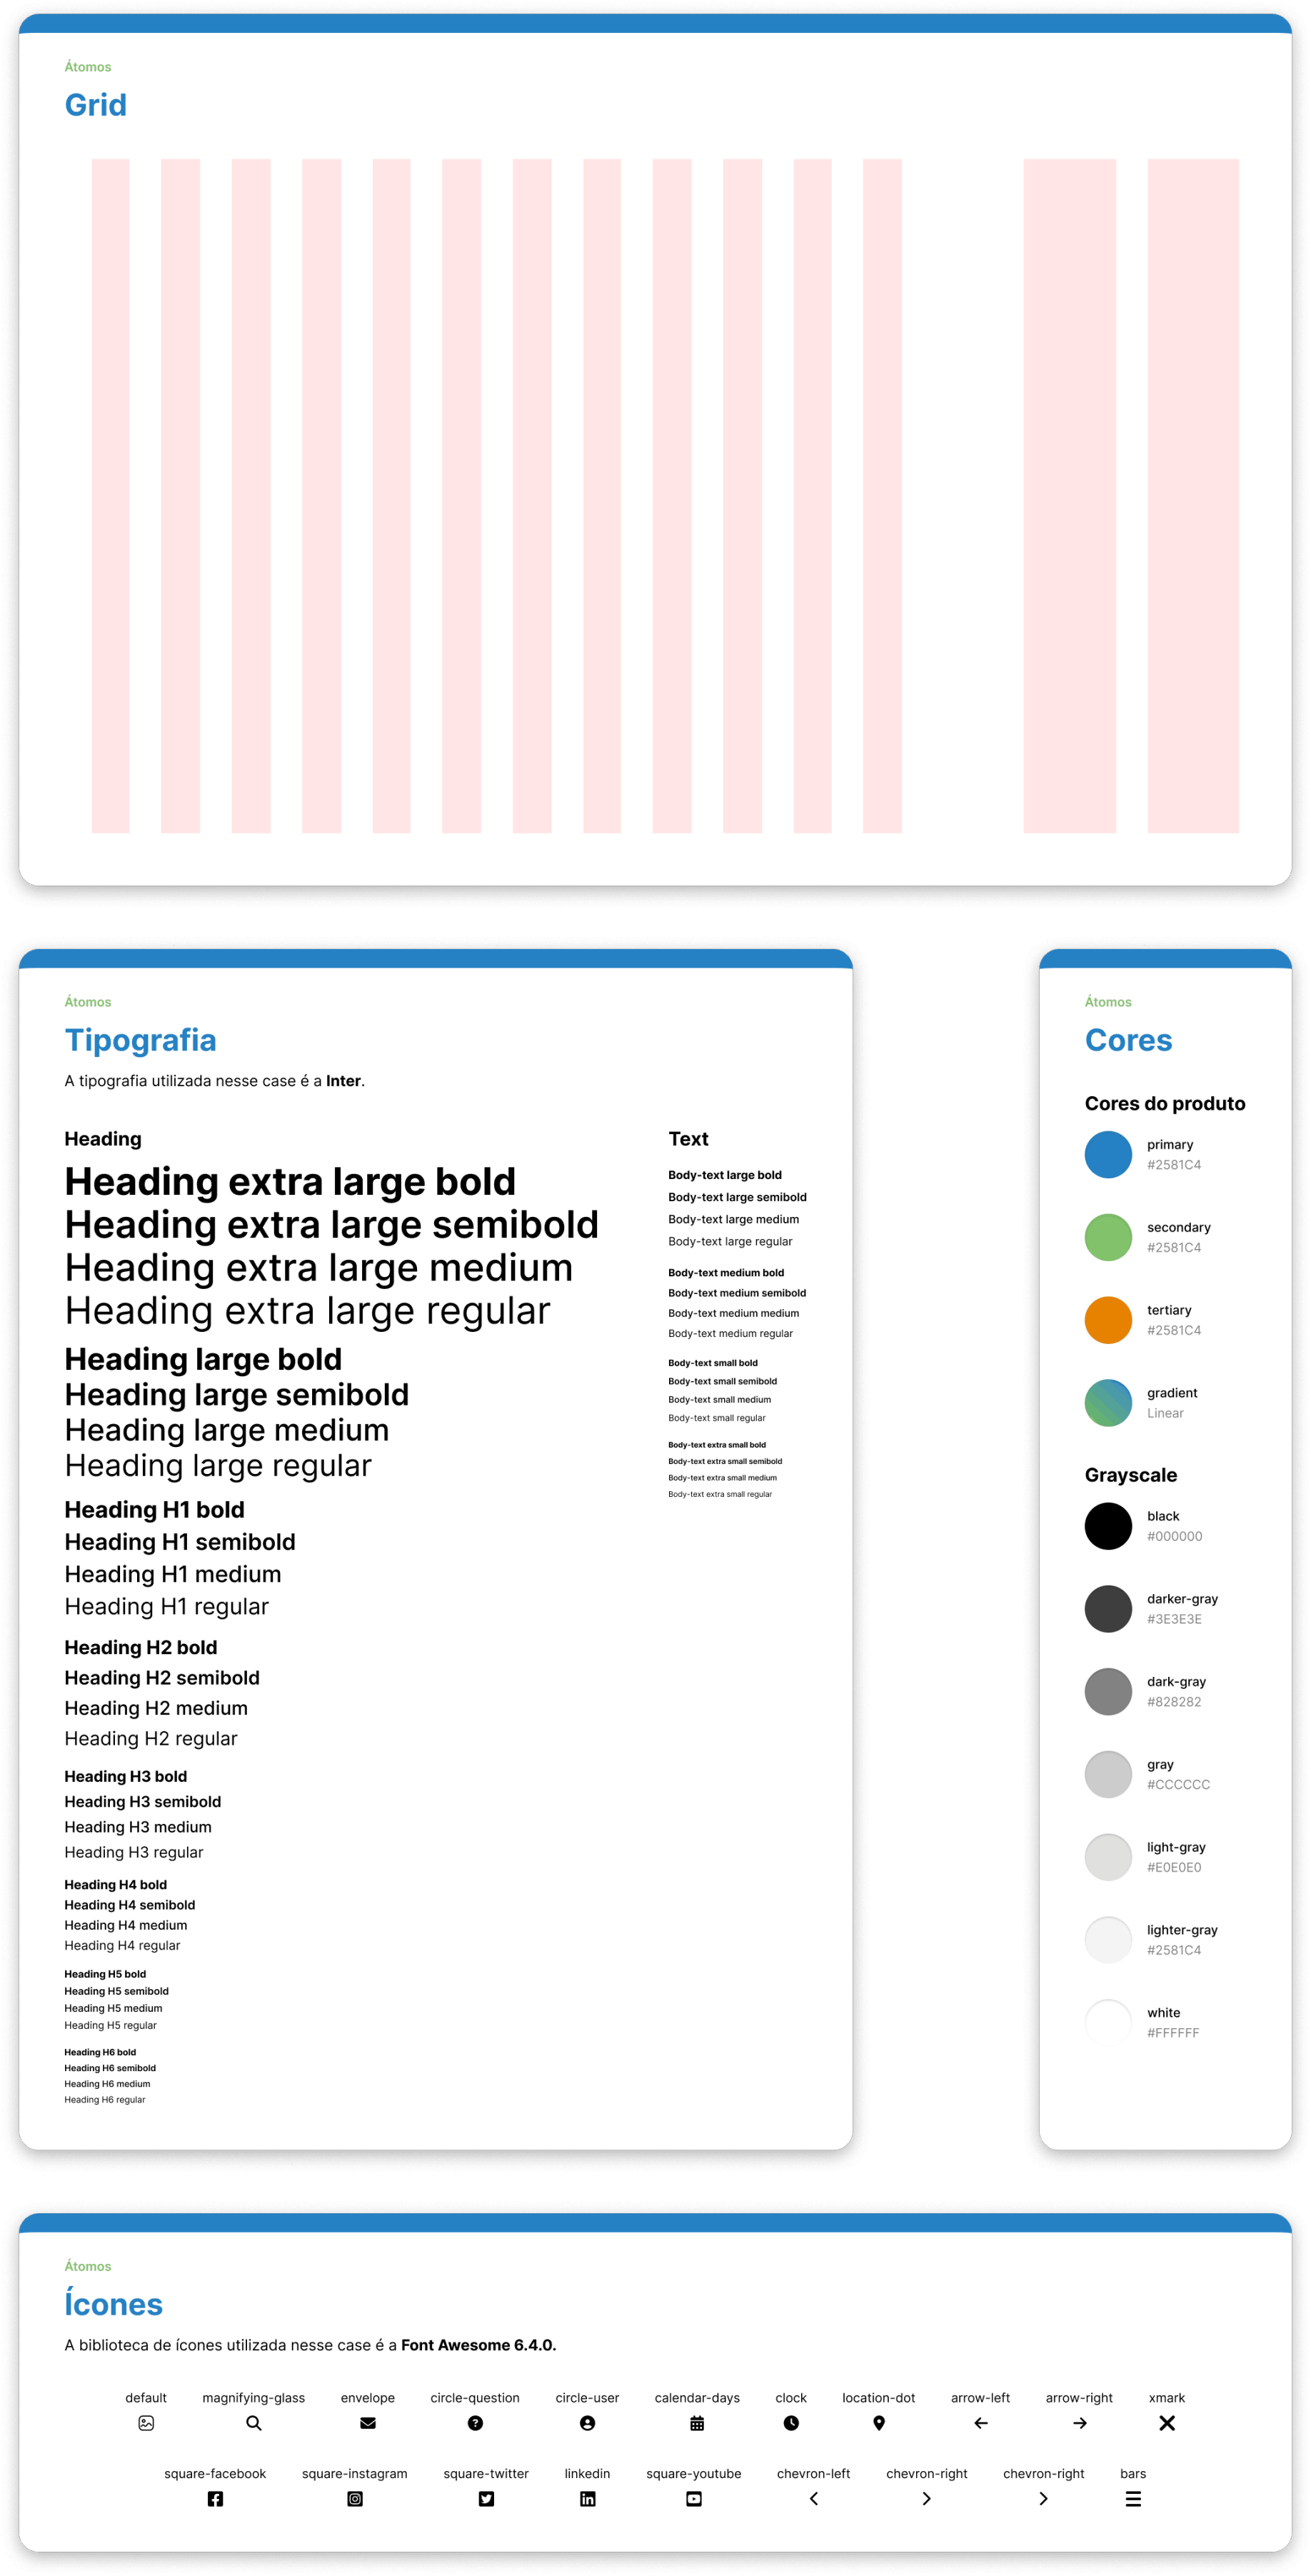 Átomos
Grid
Átomos
Tipografia
A tipografia utilizada nesse case é a Inter.
Heading
Heading extra large bold
Heading extra large semibold
Heading extra large medium
Heading extra large regular
Heading large bold
Heading large semibold
Heading large medium
Heading large regular
Heading H1 bold
Heading H1 semibold
Heading H1 medium
Heading H1 regular
Heading H2 bold
Heading H2 semibold
Heading H2 medium
Heading H2 regular
Heading H3 bold
Heading H3 semibold
Heading H3 medium
Heading H3 regular
Heading H4 bold
Heading H4 semibold
Heading H4 medium
Heading H4 regular
Heading H5 bold
Heading H5 semibold
Heading H5 medium
Heading H5 regular
Heading H6 bold
Heading H6 semibold
Heading H6 medium
Heading H6 regular
Text
Body-text large bold
Body-text large semibold
Body-text large medium
Body-text large regular
Body-text medium bold
Body-text medium semibold
Body-text medium medium
Body-text medium regular
Body-text small bold
Body-text small semibold
Body-text small medium
Body-text small regular
Body-text extra small bold
Body-text extra small semibold
Body-text extra small medium
Body-text extra small regular
Átomos
Cores
Cores do produto
primary
#2581C4
secondary
#2581C4
tertiary
#2581C4
gradient
Linear
Grayscale
black
#000000
darker-gray
#3E3E3E
dark-gray
#828282
gray
#CCCCCC
light-gray
#E0E0E0
lighter-gray
#2581C4
white
#FFFFFF
Átomos
Ícones
A biblioteca de ícones utilizada nesse case é a Font Awesome 6.4.0.
default magnifying-glass envelope circle-question circle-user calendar-days clock location-dot arrow-left arrow-right xmark
square-facebook square-instagram square-twitter linkedin square-youtube chevron-left chevron-right chevron-right bars